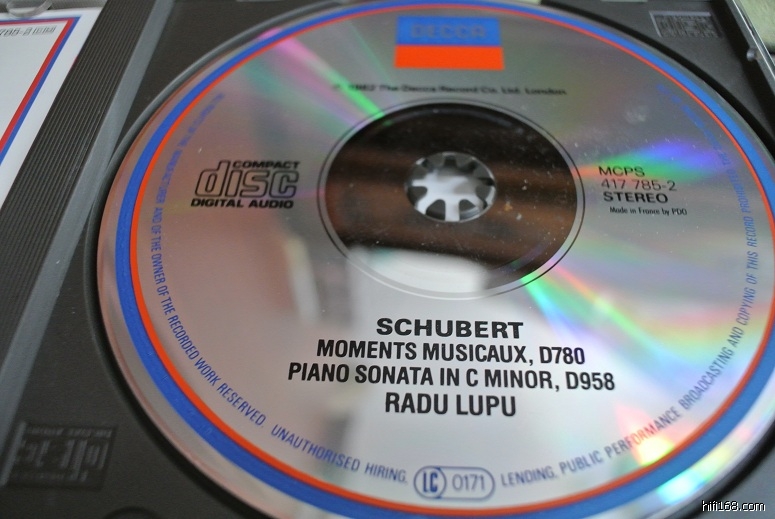 DECCA
℗ 1982 The Decca Record Co. Ltd. London
COMPACT
disc
DIGITAL AUDIO
MCPS
417 785-2
STEREO
Made in France by PDO
SCHUBERT
MOMENTS MUSICAUX, D780
PIANO SONATA IN C MINOR, D958
RADU LUPU
AND OF THE OWNER OF THE RECORDED WORK RESERVED. UNAUTHORISED HIRING, LENDING, PUBLIC PERFORMANCE BROADCASTING AND COPYING OF THIS RECORD PROHIBITED
LC 0171
hifi168.com